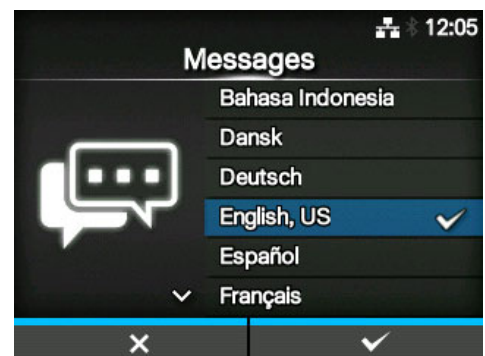 12:05
Messages
Bahasa Indonesia
Dansk
Deutsch
English, US
Español
Français